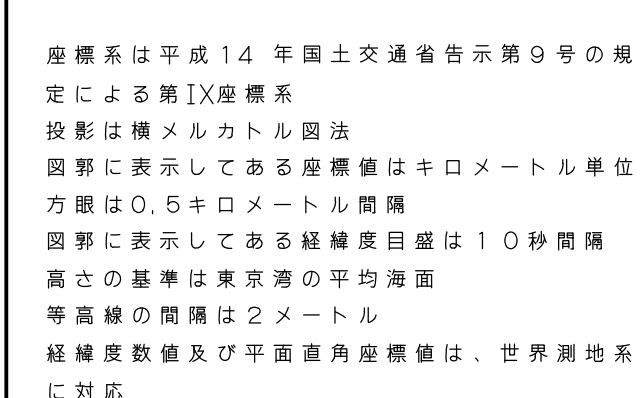 座標系は平成14 年国土交通省告示第9号の規
定による第IX座標系
投影は横メルカトル図法
図郭に表示してある座標値はキロメートル単位
方眼は0.5キロメートル間隔
図郭に表示してある経緯度目盛は10秒間隔
高さの基準は東京湾の平均海面
等高線の間隔は2メートル
経緯度数値及び平面直角座標値は、世界測地系
に対応